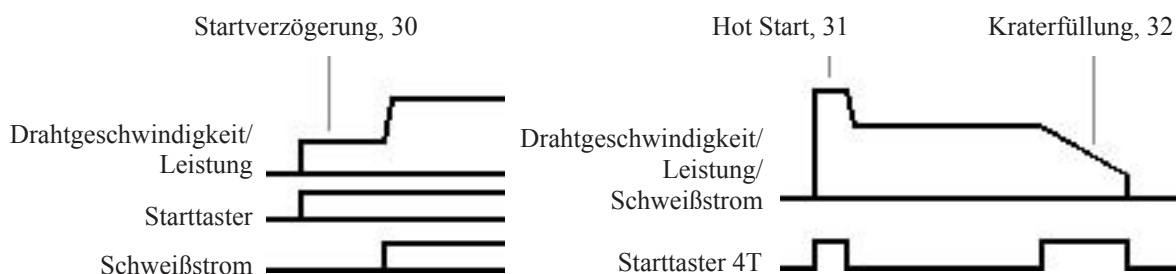 Startverzögerung, 30
Drahtgeschwindigkeit/
Leistung
Starttaster
Schweißstrom
Hot Start, 31
Kraterfüllung, 32
Drahtgeschwindigkeit/
Leistung/
Schweißstrom
Starttaster 4T